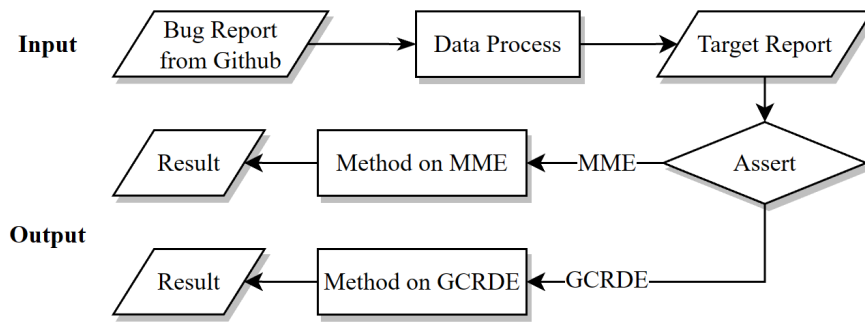 Input
Bug Report
from Github
Data Process
Target Report
Result
Method on MME
MME
Assert
Output
Result
Method on GCRDE
GCRDE